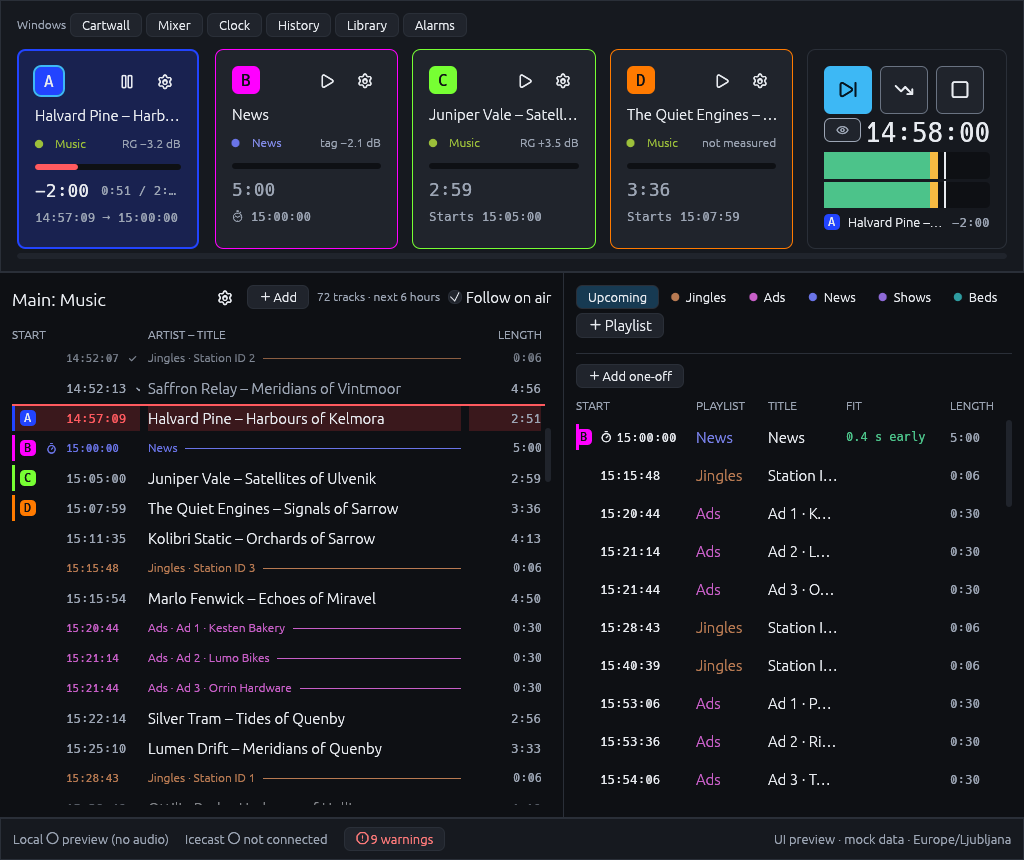 Windows Cartwall Mixer Clock History Library Alarms
A
Halvard Pine – Harb…
Music RG −3.2 dB
−2:00 0:51 / 2:…
14:57:09 → 15:00:00
B
News
News tag −2.1 dB
5:00
15:00:00
C
Juniper Vale – Satell…
Music RG +3.5 dB
2:59
Starts 15:05:00
D
The Quiet Engines – …
Music not measured
3:36
Starts 15:07:59
14:58:00
A Halvard Pine –… −2:00
Main: Music + Add 72 tracks · next 6 hours Follow on air
START ARTIST – TITLE LENGTH
14:52:07 Jingles · Station ID 2 0:06
14:52:13 Saffron Relay – Meridians of Vintmoor 4:56
A 14:57:09 Halvard Pine – Harbours of Kelmora 2:51
B 15:00:00 News 5:00
C 15:05:00 Juniper Vale – Satellites of Ulvenik 2:59
D 15:07:59 The Quiet Engines – Signals of Sarrow 3:36
15:11:35 Kolibri Static – Orchards of Sarrow 4:13
15:15:48 Jingles · Station ID 3 0:06
15:15:54 Marlo Fenwick – Echoes of Miravel 4:50
15:20:44 Ads · Ad 1 · Kesten Bakery 0:30
15:21:14 Ads · Ad 2 · Lumo Bikes 0:30
15:21:44 Ads · Ad 3 · Orrin Hardware 0:30
15:22:14 Silver Tram – Tides of Quenby 2:56
15:25:10 Lumen Drift – Meridians of Quenby 3:33
15:28:43 Jingles · Station ID 1 0:06
Upcoming Jingles Ads News Shows Beds
+ Playlist
+ Add one-off
START PLAYLIST TITLE FIT LENGTH
B 15:00:00 News News 0.4 s early 5:00
15:15:48 Jingles Station I… 0:06
15:20:44 Ads Ad 1 · K… 0:30
15:21:14 Ads Ad 2 · L… 0:30
15:21:44 Ads Ad 3 · O… 0:30
15:28:43 Jingles Station I… 0:06
15:40:39 Jingles Station I… 0:06
15:53:06 Ads Ad 1 · P… 0:30
15:53:36 Ads Ad 2 · Ri… 0:30
15:54:06 Ads Ad 3 · T… 0:30
Local preview (no audio) Icecast not connected 9 warnings UI preview · mock data · Europe/Ljubljana